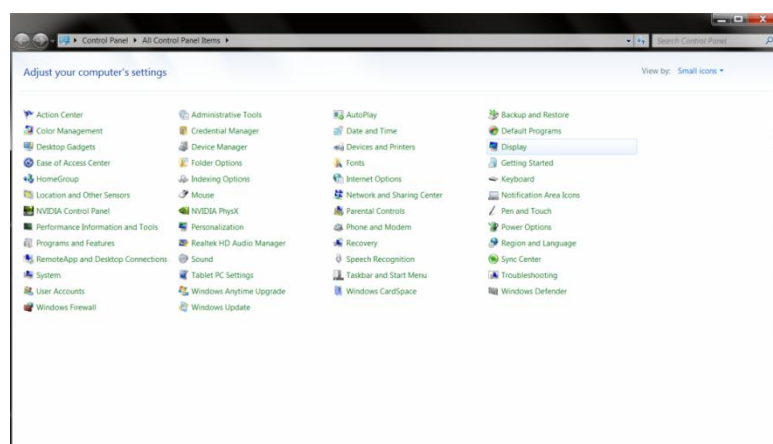 Control Panel ▸ All Control Panel Items ▸ Search Control Panel
Adjust your computer's settings View by: Small icons
Action Center Administrative Tools AutoPlay Backup and Restore
Color Management Credential Manager Date and Time Default Programs
Desktop Gadgets Device Manager Devices and Printers Display
Ease of Access Center Folder Options Fonts Getting Started
HomeGroup Indexing Options Internet Options Keyboard
Location and Other Sensors Mouse Network and Sharing Center Notification Area Icons
NVIDIA Control Panel NVIDIA PhysX Parental Controls Pen and Touch
Performance Information and Tools Personalization Phone and Modem Power Options
Programs and Features Realtek HD Audio Manager Recovery Region and Language
RemoteApp and Desktop Connections Sound Speech Recognition Sync Center
System Tablet PC Settings Taskbar and Start Menu Troubleshooting
User Accounts Windows Anytime Upgrade Windows CardSpace Windows Defender
Windows Firewall Windows Update